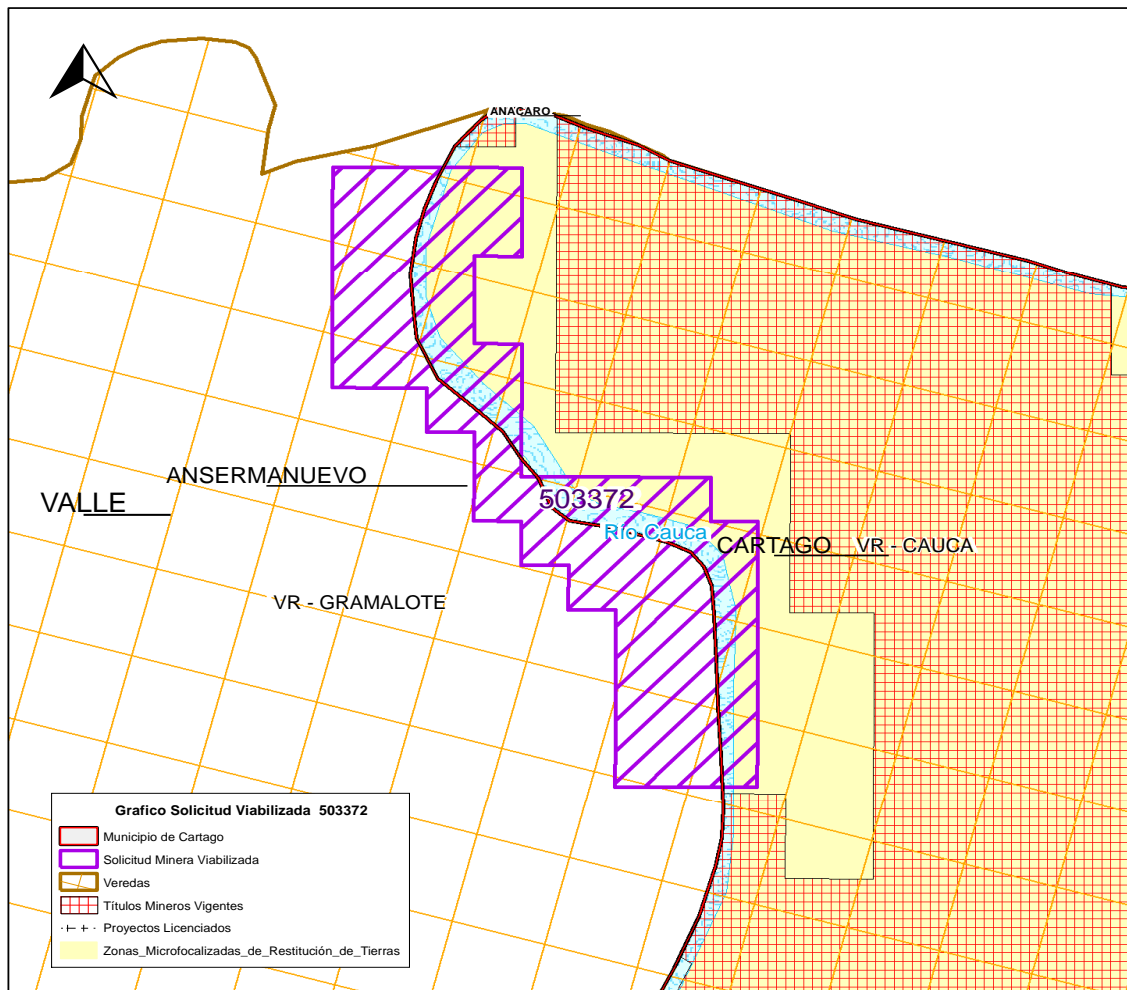 ANACARO
ANSERMANUEVO
VALLE
503372
Río Cauca
CARTAGO
VR - CAUCA
VR - GRAMALOTE
Grafico Solicitud Viabilizada 503372
Municipio de Cartago
Solicitud Minera Viabilizada
Veredas
Títulos Mineros Vigentes
Proyectos Licenciados
Zonas_Microfocalizadas_de_Restitución_de_Tierras